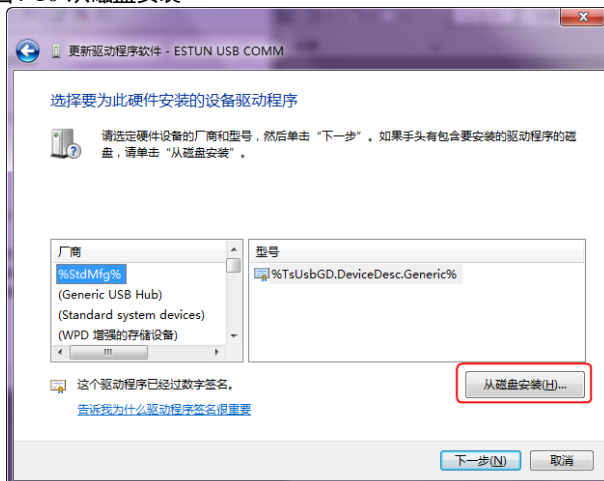 从磁盘安装
更新驱动程序软件 - ESTUN USB COMM
选择要为此硬件安装的设备驱动程序
请选定硬件设备的厂商和型号，然后单击“下一步”。如果手头有包含要安装的驱动程序的磁
盘，请单击“从磁盘安装”。
厂商
型号
%StdMfg%
%TsUsbGD.DeviceDesc.Generic%
(Generic USB Hub)
(Standard system devices)
(WPD 增强的存储设备)
这个驱动程序已经过数字签名。
从磁盘安装(H)...
告诉我为什么驱动程序签名很重要
下一步(N)
取消